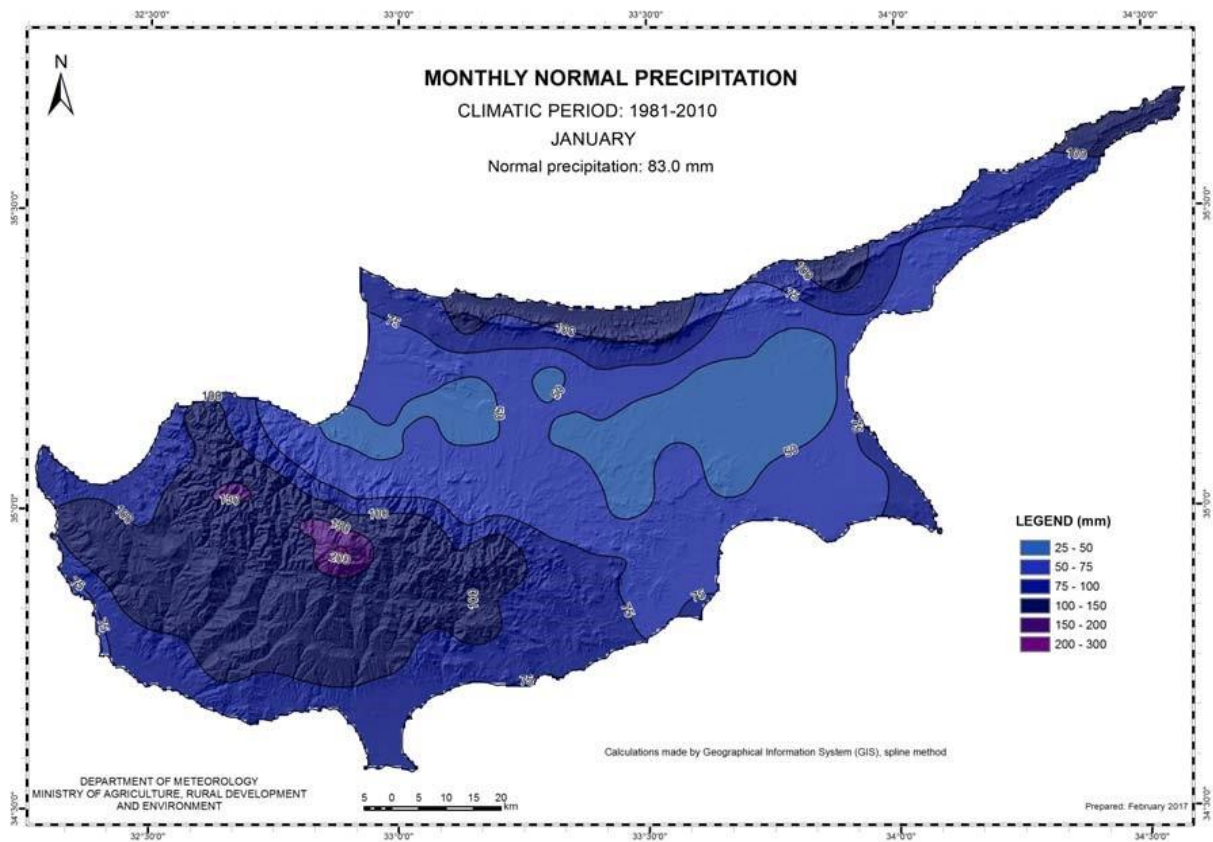 32°30'0"
33°0'0"
33°30'0"
34°0'0"
34°30'0"
N
MONTHLY NORMAL PRECIPITATION
CLIMATIC PERIOD: 1981-2010
JANUARY
Normal precipitation: 83.0 mm
100
35°30'0"
35°30'0"
100
75
75
100
50
50
100
75
50
150
35°0'0"
35°0'0"
100
100
150
200
100
75
75
75
75
LEGEND (mm)
25 - 50
50 - 75
75 - 100
100 - 150
150 - 200
200 - 300
Calculations made by Geographical Information System (GIS), spline method
DEPARTMENT OF METEOROLOGY
MINISTRY OF AGRICULTURE, RURAL DEVELOPMENT
AND ENVIRONMENT
5 0 5 10 15 20
km
Prepared: February 2017
34°30'0"
34°30'0"
32°30'0"
33°0'0"
33°30'0"
34°0'0"
34°30'0"